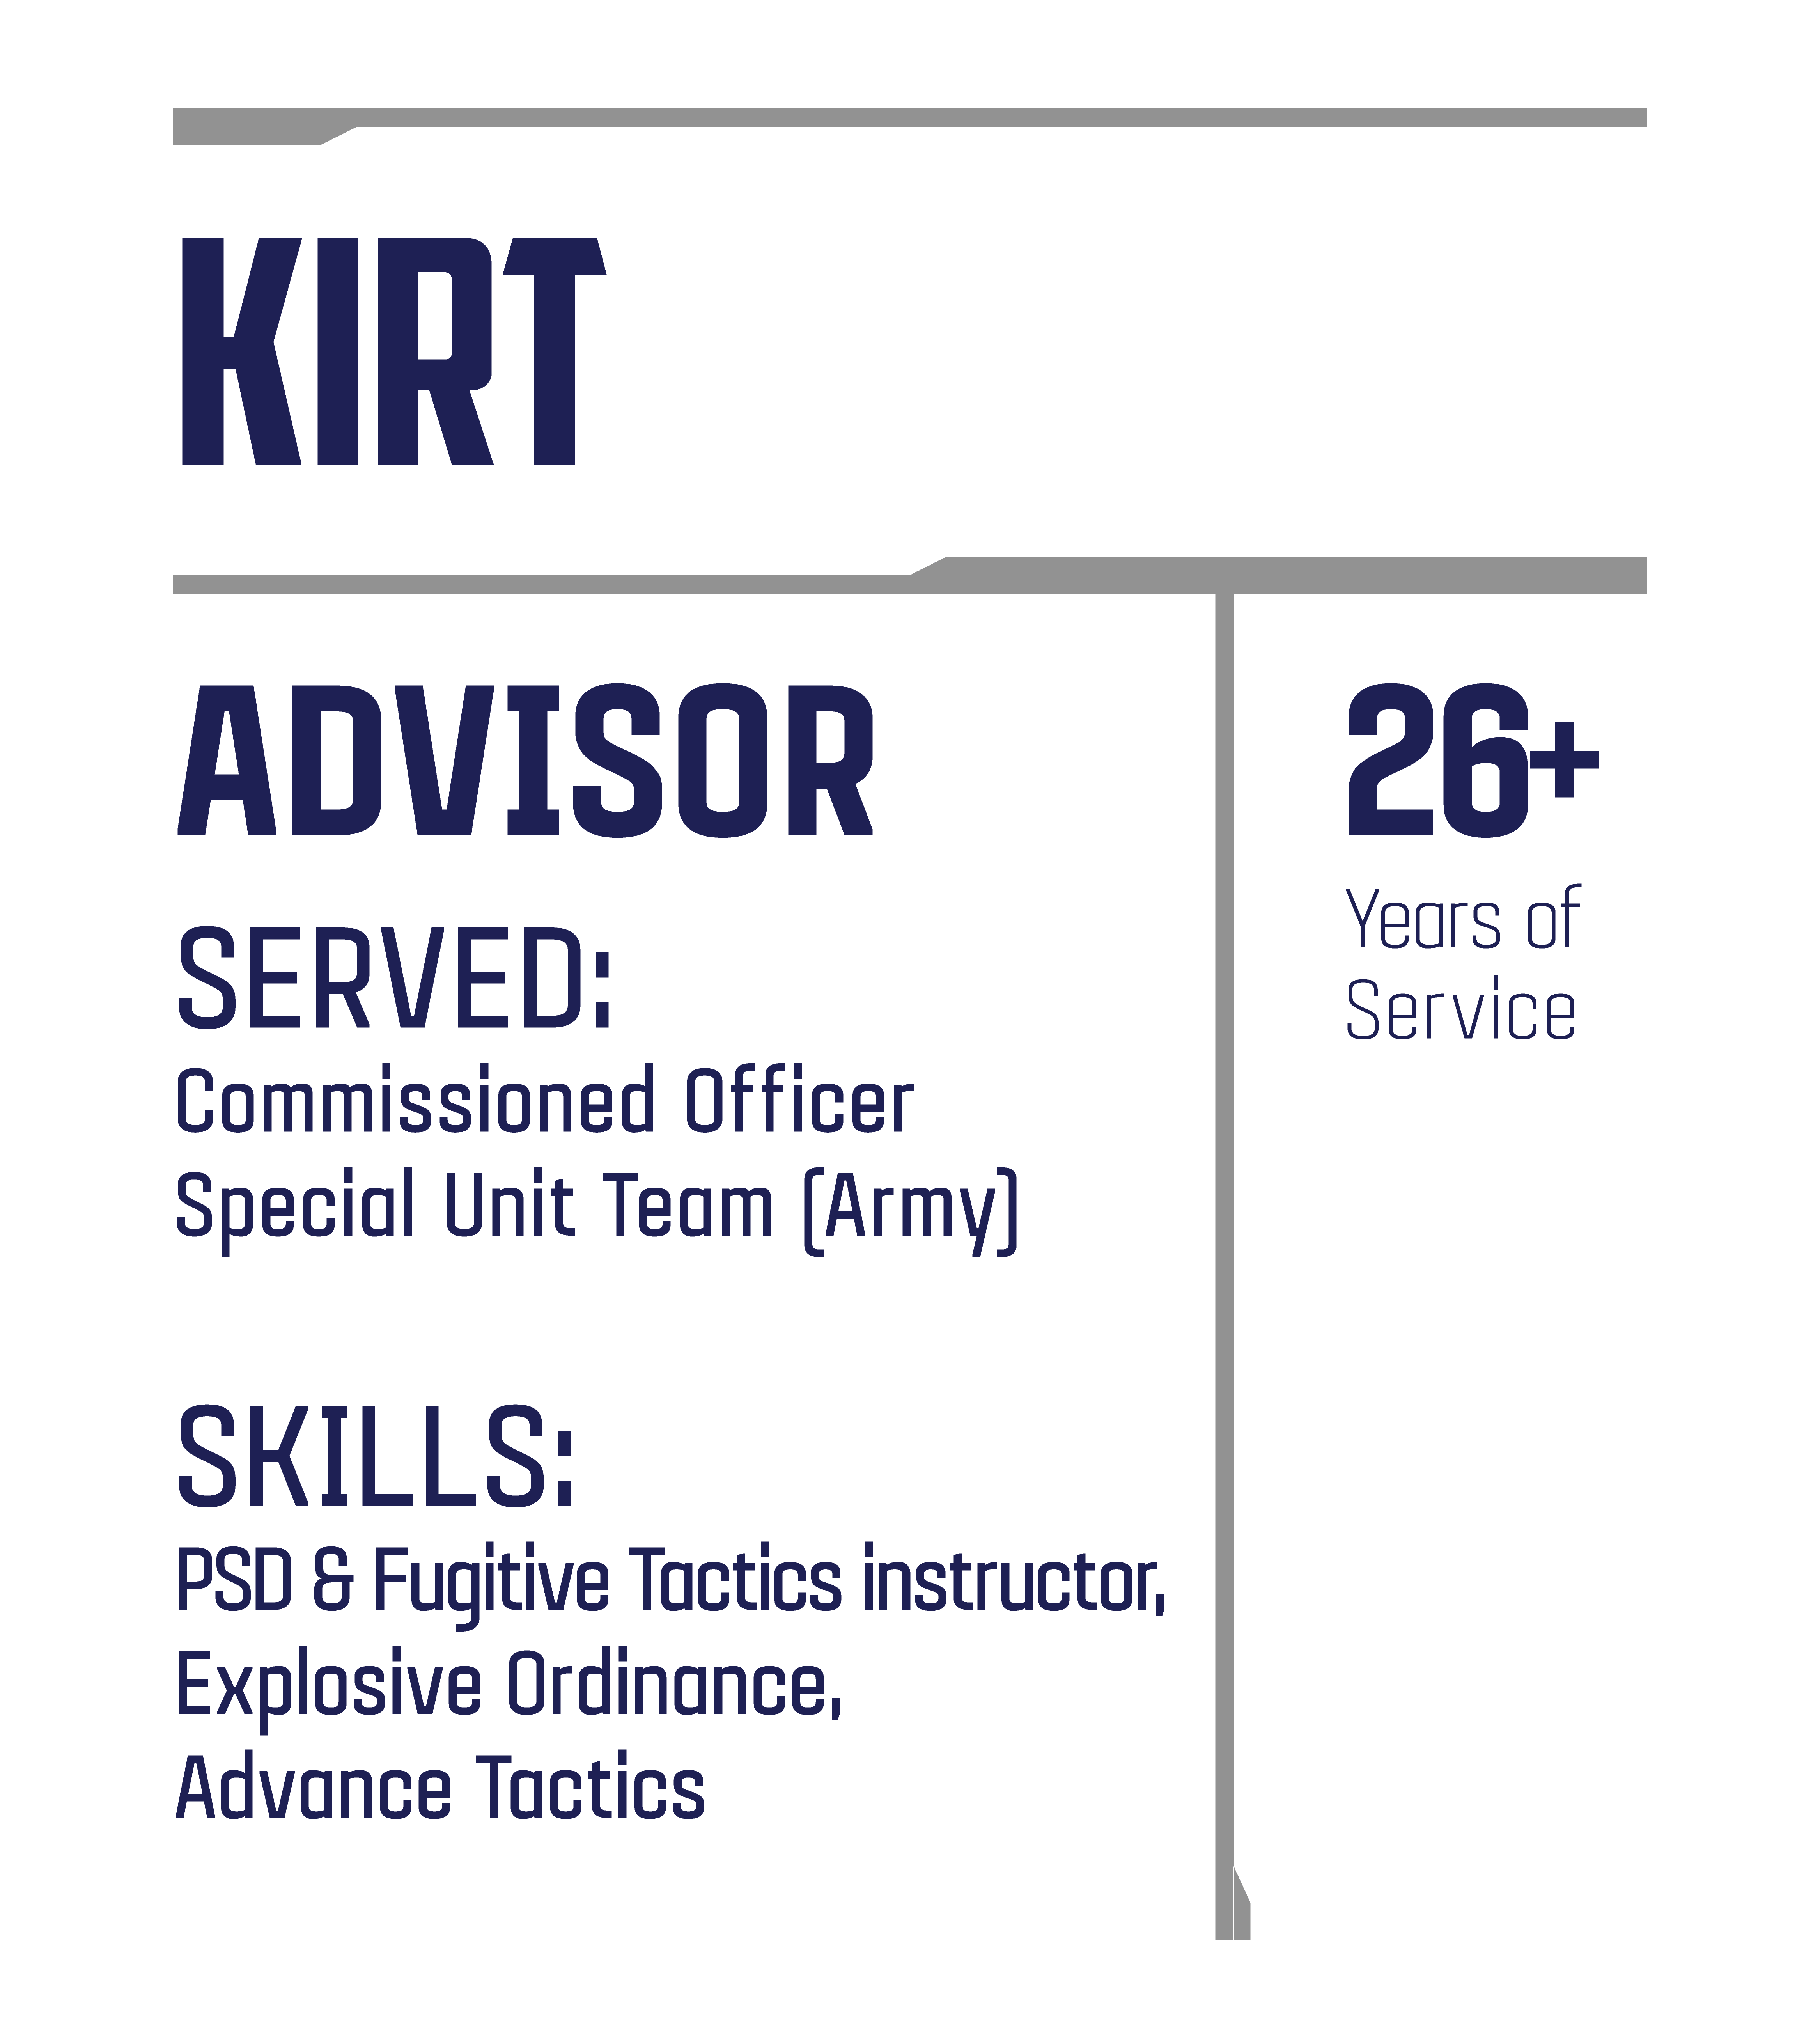 KIRT
ADVISOR
SERVED:
Commissioned Officer
Special Unit Team (Army)
SKILLS:
PSD & Fugitive Tactics instructor,
Explosive Ordinance,
Advance Tactics
26+
Years of
Service